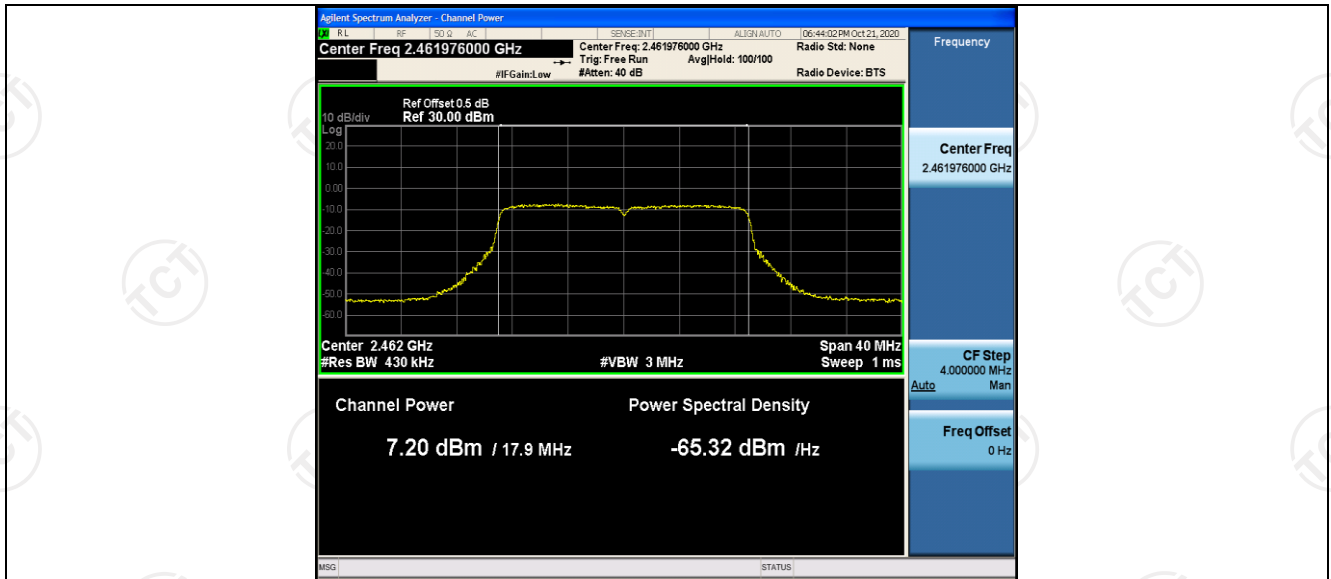 Agilent Spectrum Analyzer - Channel Power
RL RF 50 Ω AC SENSE:INT ALIGN AUTO 06:44:02 PM Oct 21, 2020
Center Freq 2.461976000 GHz
Center Freq: 2.461976000 GHz Radio Std: None
Trig: Free Run Avg|Hold: 100/100
#IFGain:Low #Atten: 40 dB Radio Device: BTS
Frequency
Ref Offset 0.5 dB
10 dB/div Ref 30.00 dBm
Log
20.0
10.0
0.00
-10.0
-20.0
-30.0
-40.0
-50.0
-60.0
Center 2.462 GHz Span 40 MHz
#Res BW 430 kHz #VBW 3 MHz Sweep 1 ms
Channel Power Power Spectral Density
7.20 dBm / 17.9 MHz -65.32 dBm /Hz
Center Freq
2.461976000 GHz
CF Step
4.000000 MHz
Auto Man
Freq Offset
0 Hz
MSG STATUS
TCT
TCT